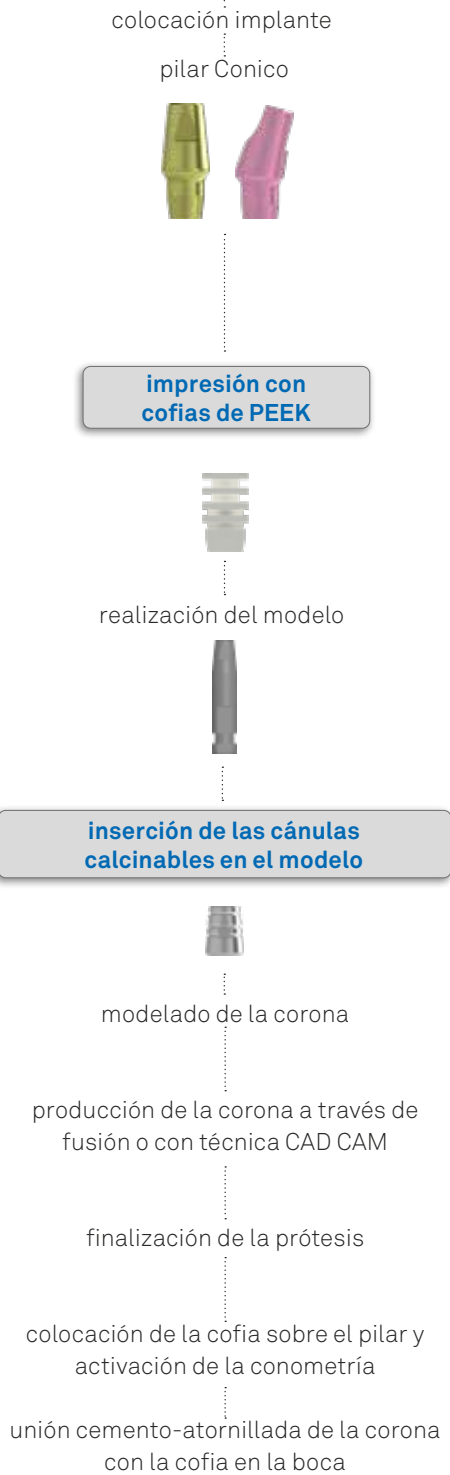 colocación implante
pilar Conico
impresión con
cofias de PEEK
realización del modelo
inserción de las cánulas
calcinables en el modelo
modelado de la corona
producción de la corona a través de
fusión o con técnica CAD CAM
finalización de la prótesis
colocación de la cofia sobre el pilar y
activación de la conometría
unión cemento-atornillada de la corona
con la cofia en la boca